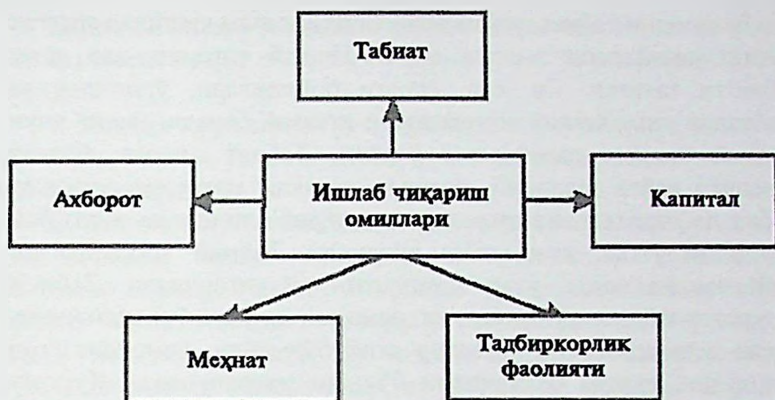 Табиат
Ахборот
Ишлаб чиқариш
омиллари
Капитал
Меҳнат
Тадбиркорлик
фаолияти